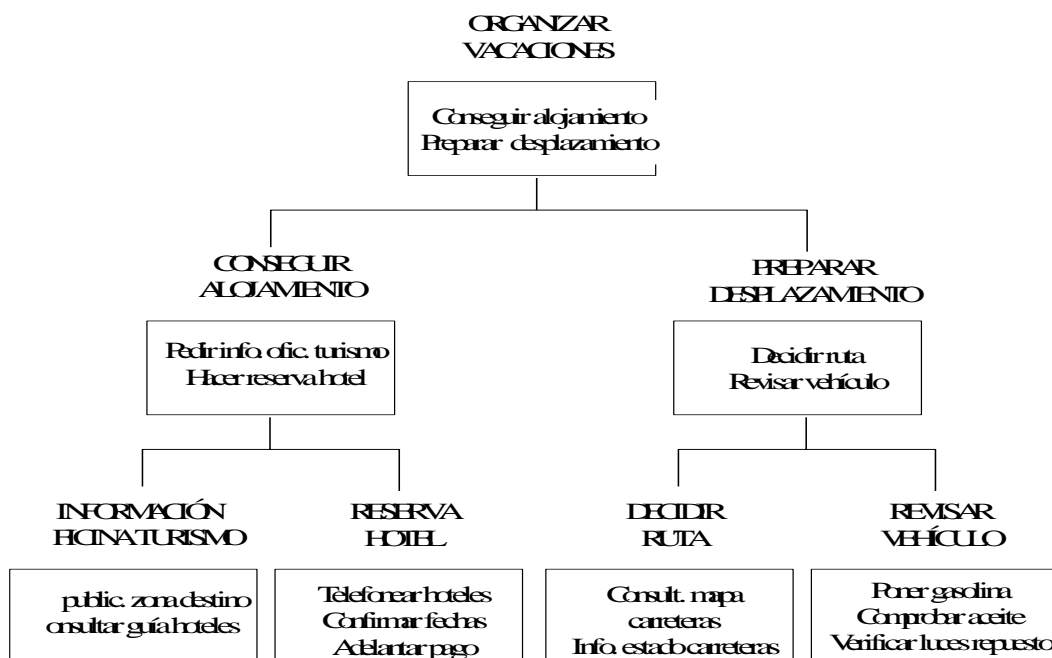 ORGANIZAR
VACACIONES
Conseguir alojamiento
Preparar desplazamiento
CONSEGUIR
ALOJAMIENTO
PREPARAR
DESPLAZAMIENTO
Pedir info. ofic. turismo
Hacer reserva hotel
Decidir ruta
Revisar vehículo
INFORMACIÓN
FICINA TURISMO
RESERVA
HOTEL
DECIDIR
RUTA
REVISAR
VEHÍCULO
public. zona destino
onsultar guía hoteles
Telefonear hoteles
Confirmar fechas
Adelantar pago
Consult. mapa
carreteras
Info. estado carreteras
Poner gasolina
Comprobar aceite
Verificar luces repuesto